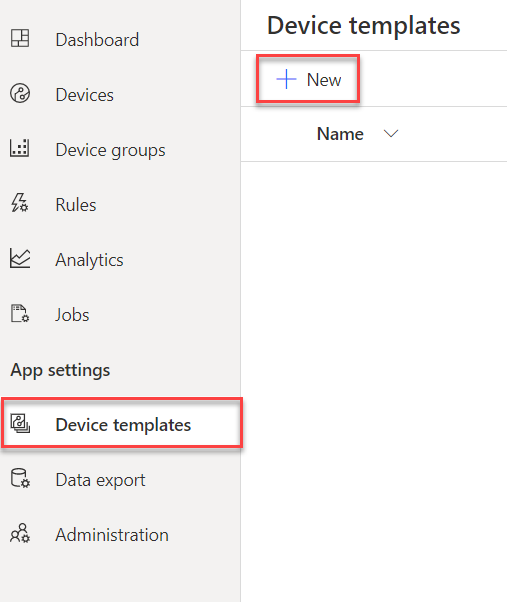 Dashboard
Devices
Device groups
Rules
Analytics
Jobs
App settings
Device templates
Data export
Administration
Device templates
New
Name